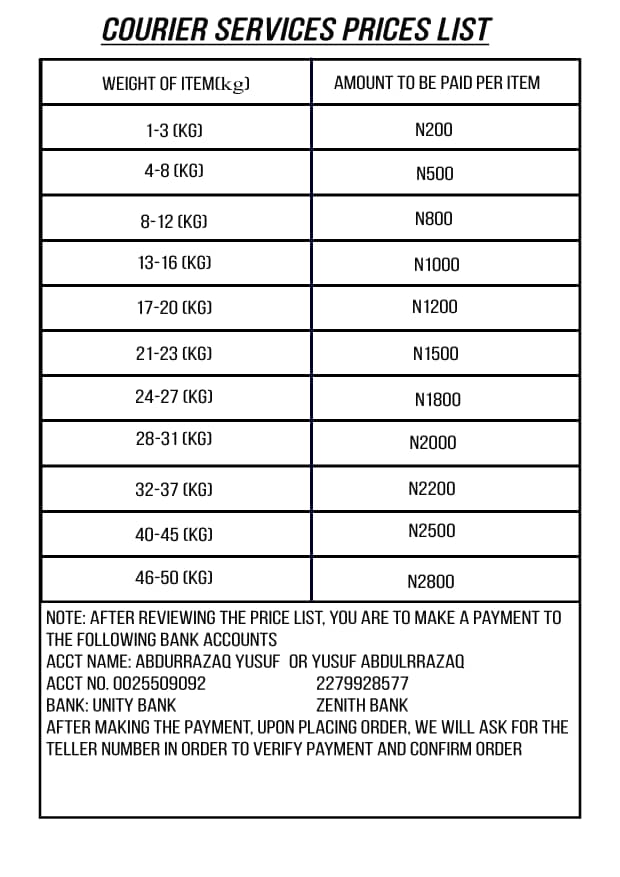 COURIER SERVICES PRICES LIST
WEIGHT OF ITEM(kg) AMOUNT TO BE PAID PER ITEM
1-3 (KG) N200
4-8 (KG) N500
8-12 (KG) N800
13-16 (KG) N1000
17-20 (KG) N1200
21-23 (KG) N1500
24-27 (KG) N1800
28-31 (KG) N2000
32-37 (KG) N2200
40-45 (KG) N2500
46-50 (KG) N2800
NOTE: AFTER REVIEWING THE PRICE LIST, YOU ARE TO MAKE A PAYMENT TO
THE FOLLOWING BANK ACCOUNTS
ACCT NAME: ABDURRAZAQ YUSUF OR YUSUF ABDULRRAZAQ
ACCT NO. 0025509092 2279928577
BANK: UNITY BANK ZENITH BANK
AFTER MAKING THE PAYMENT, UPON PLACING ORDER, WE WILL ASK FOR THE
TELLER NUMBER IN ORDER TO VERIFY PAYMENT AND CONFIRM ORDER